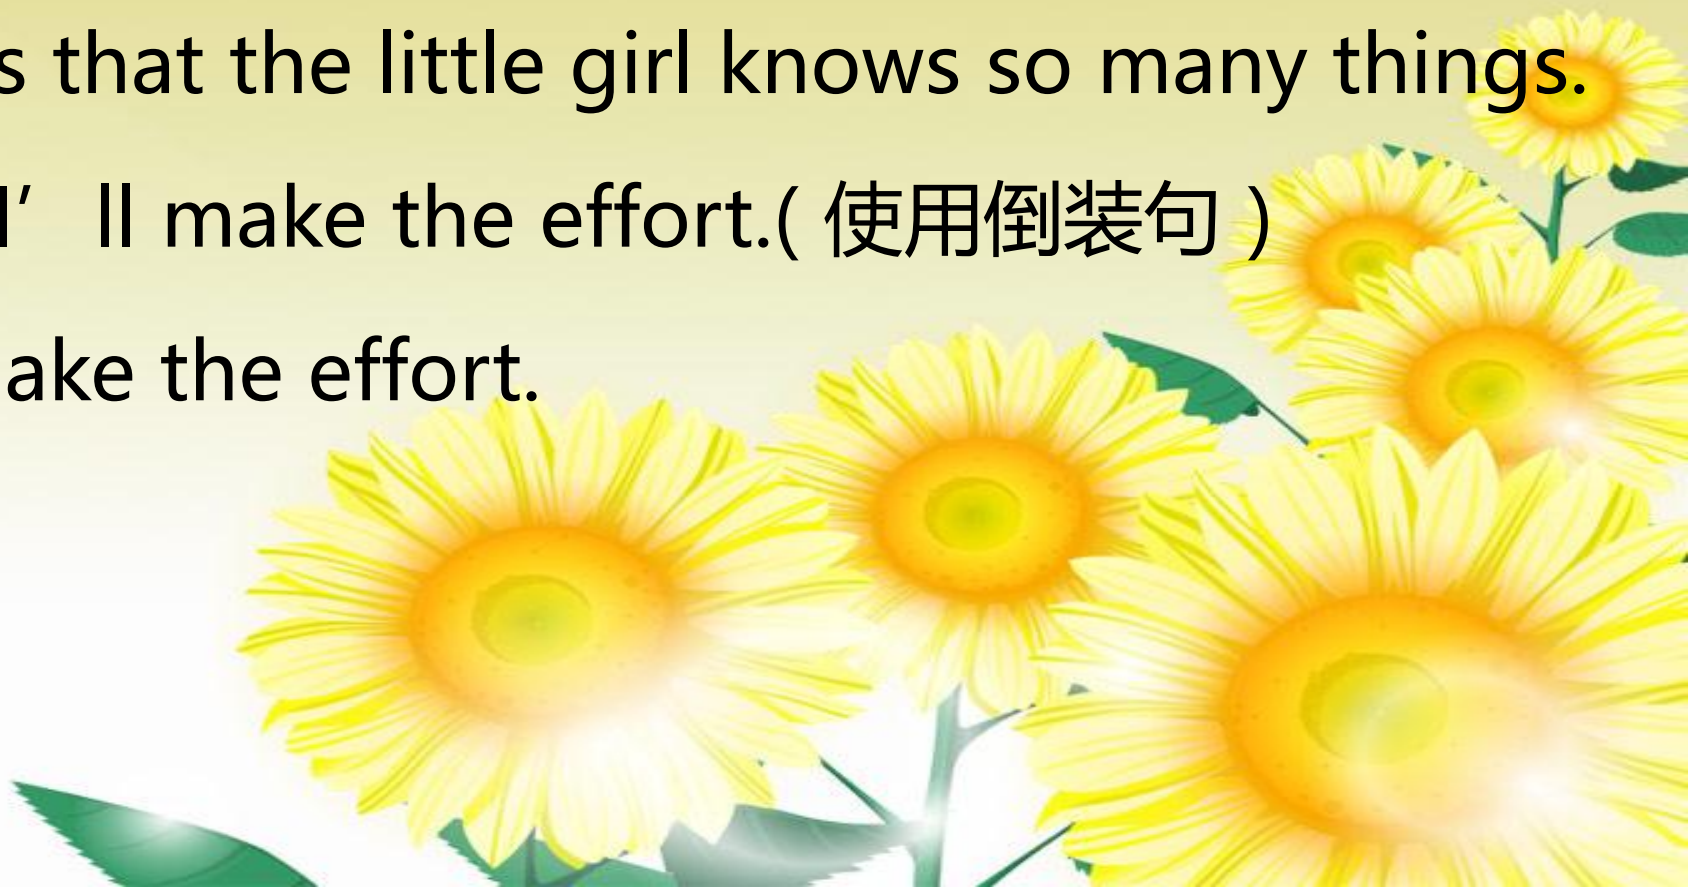 s that the little girl knows so many things.
I’ll make the effort.(使用倒装句)
ake the effort.